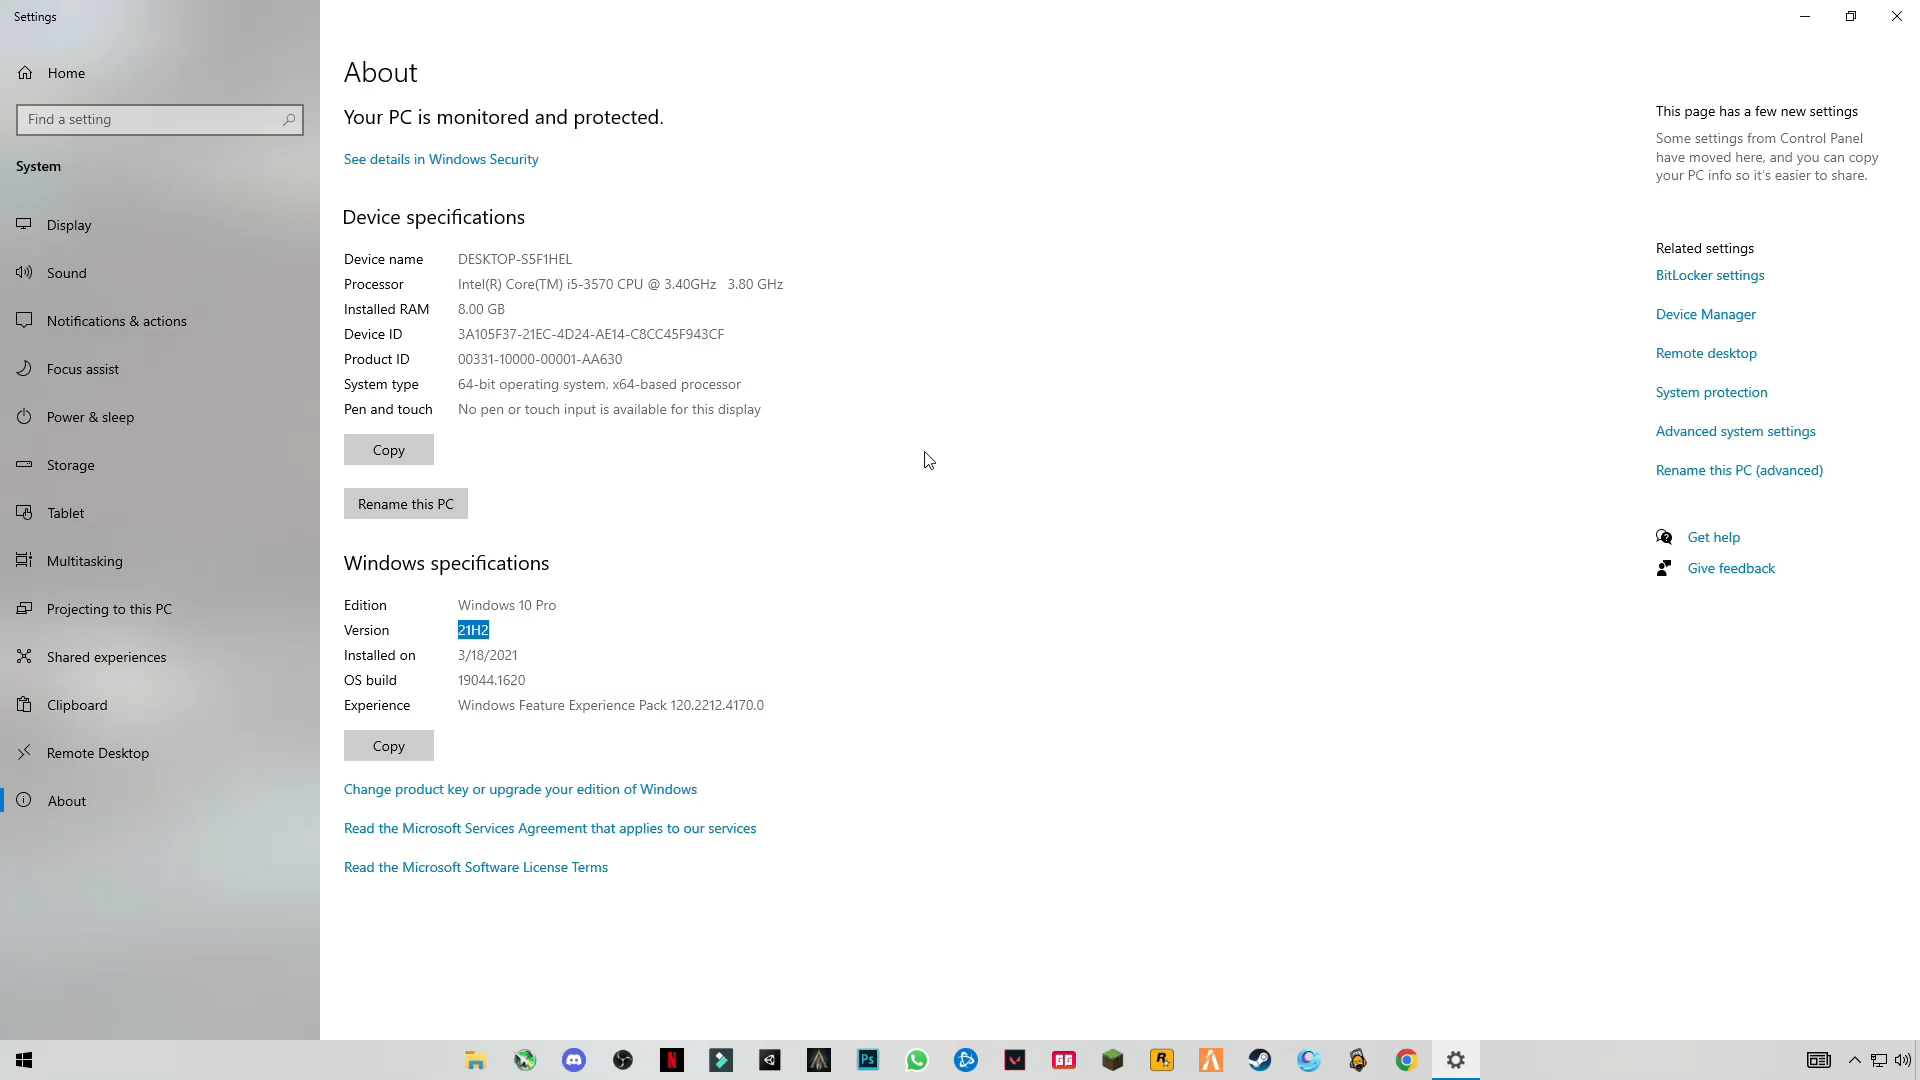 Settings
Home
Find a setting
System
Display
Sound
Notifications & actions
Focus assist
Power & sleep
Storage
Tablet
Multitasking
Projecting to this PC
Shared experiences
Clipboard
Remote Desktop
About
About
Your PC is monitored and protected.
See details in Windows Security
Device specifications
Device name DESKTOP-S5F1HEL
Processor Intel(R) Core(TM) i5-3570 CPU @ 3.40GHz 3.80 GHz
Installed RAM 8.00 GB
Device ID 3A105F37-21EC-4D24-AE14-C8CC45F943CF
Product ID 00331-10000-00001-AA630
System type 64-bit operating system, x64-based processor
Pen and touch No pen or touch input is available for this display
Copy
Rename this PC
Windows specifications
Edition Windows 10 Pro
Version 21H2
Installed on 3/18/2021
OS build 19044.1620
Experience Windows Feature Experience Pack 120.2212.4170.0
Copy
Change product key or upgrade your edition of Windows
Read the Microsoft Services Agreement that applies to our services
Read the Microsoft Software License Terms
This page has a few new settings
Some settings from Control Panel
have moved here, and you can copy
your PC info so it's easier to share.
Related settings
BitLocker settings
Device Manager
Remote desktop
System protection
Advanced system settings
Rename this PC (advanced)
Get help
Give feedback
N
Ps
GG
R